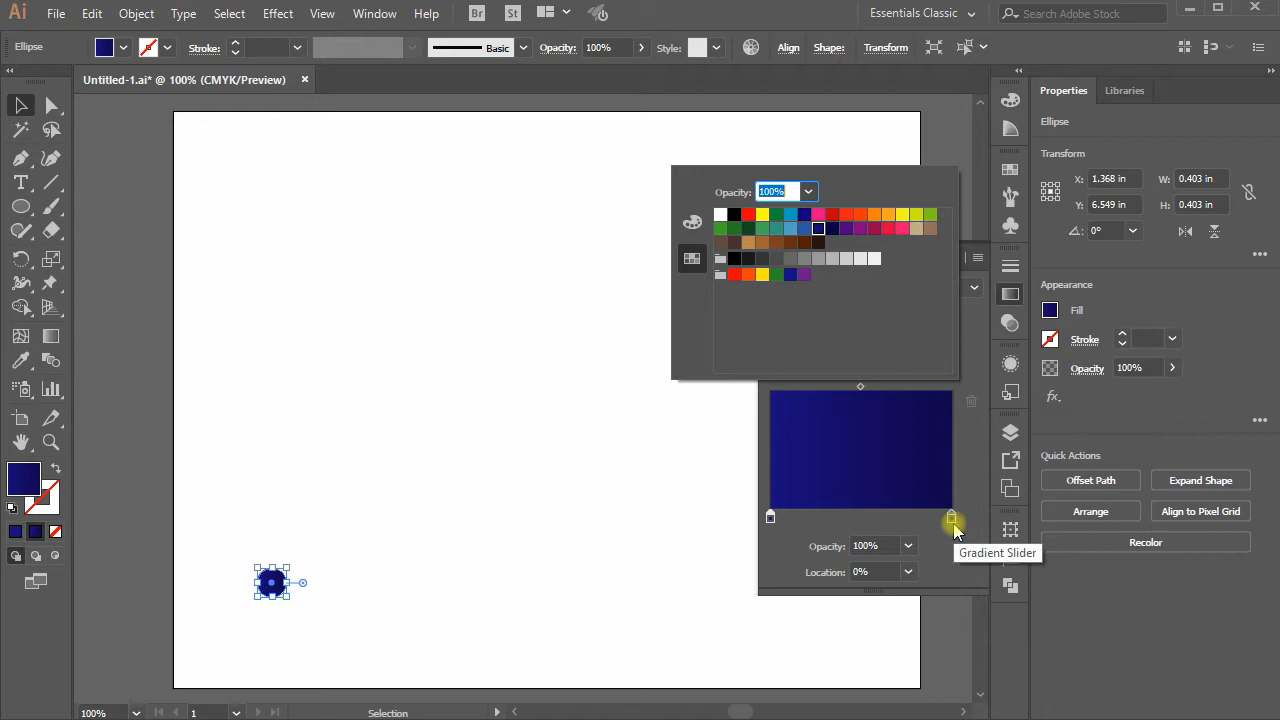 Ai File Edit Object Type Select Effect View Window Help Br St Essentials Classic Search Adobe Stock
Ellipse Stroke: Basic Opacity: 100% Style: Align Shape: Transform
Untitled-1.ai* @ 100% (CMYK/Preview)
Properties Libraries
Ellipse
Transform
X: 1.368 in W: 0.403 in
Y: 6.549 in H: 0.403 in
0°
Appearance
Fill
Stroke
Opacity 100%
fx.
Quick Actions
Offset Path Expand Shape
Arrange Align to Pixel Grid
Recolor
Opacity: 100%
Opacity: 100%
Gradient Slider
Location: 0%
100% 1 Selection